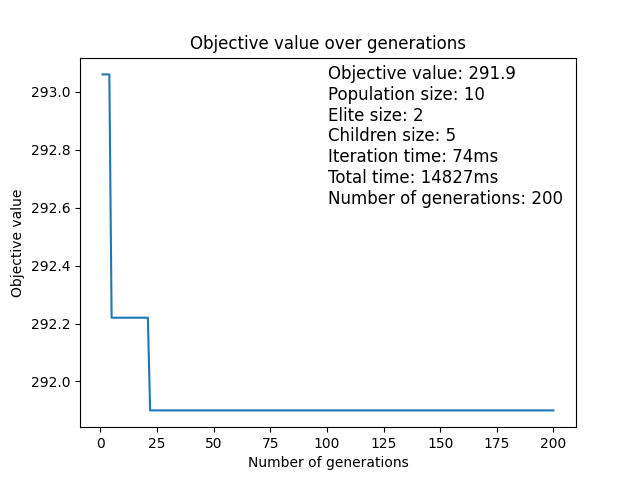 Objective value over generations
Objective value: 291.9
Population size: 10
Elite size: 2
Children size: 5
Iteration time: 74ms
Total time: 14827ms
Number of generations: 200
Objective value
293.0
292.8
292.6
292.4
292.2
292.0
0 25 50 75 100 125 150 175 200
Number of generations